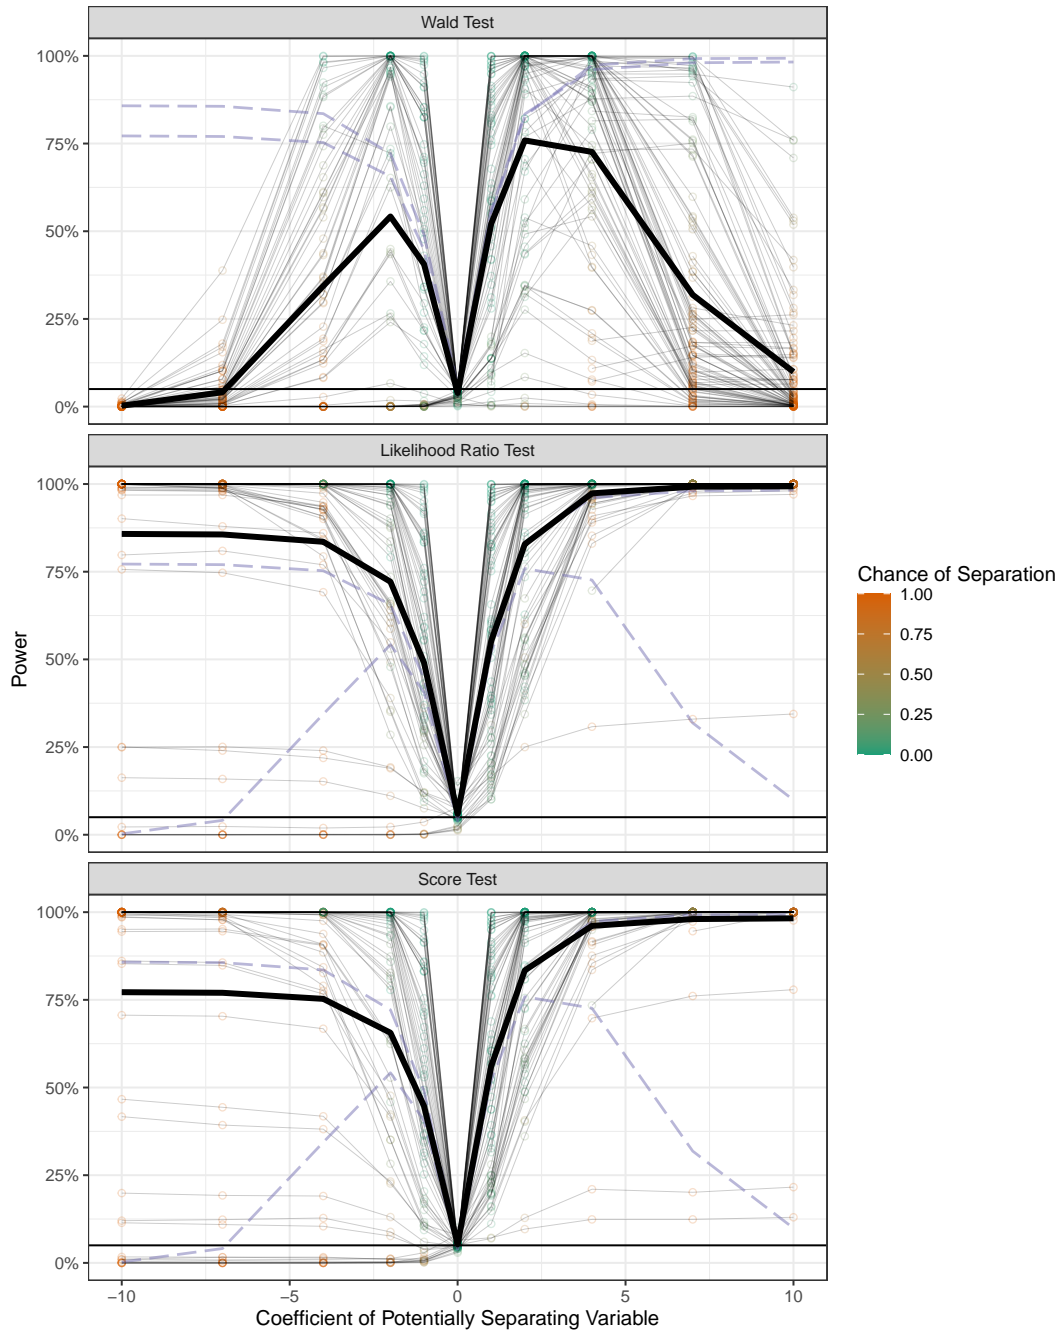 Wald Test
100%
75%
50%
25%
0%
Likelihood Ratio Test
100%
75%
50%
25%
0%
Score Test
100%
75%
50%
25%
0%
−10 −5 0 5 10
Coefficient of Potentially Separating Variable
Power
Chance of Separation
1.00
0.75
0.50
0.25
0.00